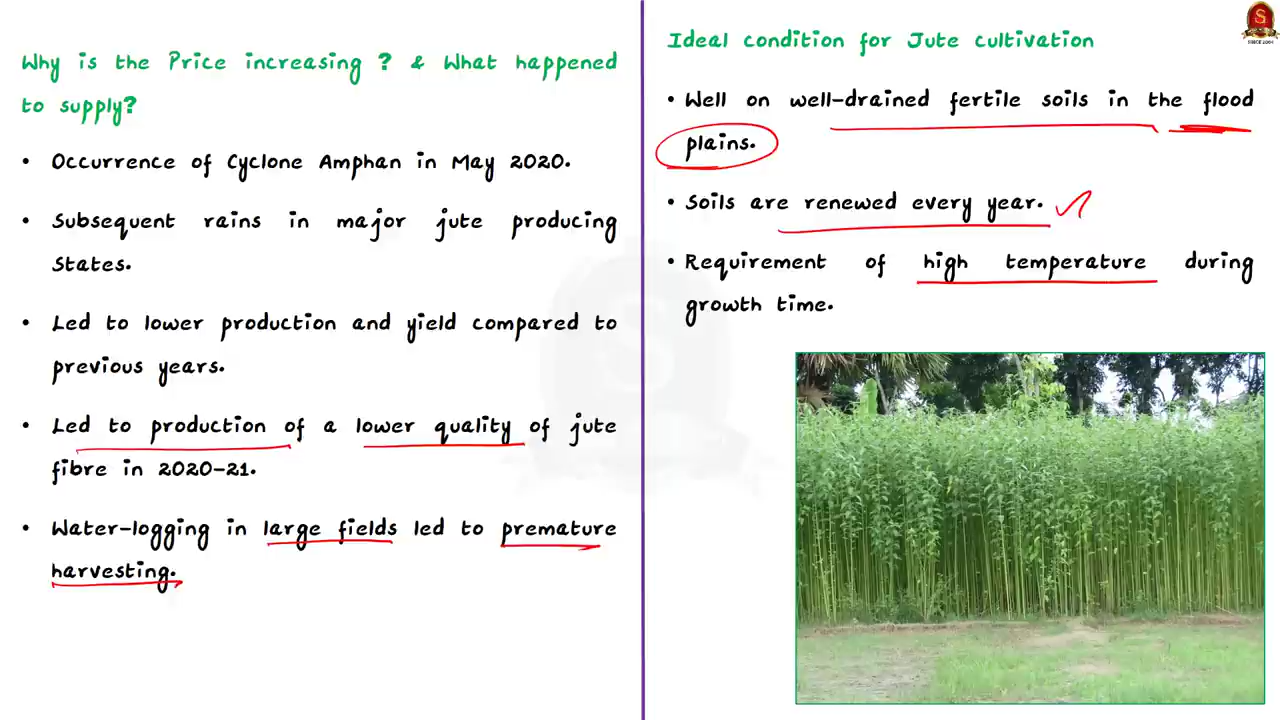 Why is the Price increasing ? & What happened
to supply?
• Occurrence of Cyclone Amphan in May 2020.
• Subsequent rains in major jute producing
States.
• Led to lower production and yield compared to
previous years.
• Led to production of a lower quality of jute
fibre in 2020-21.
• Water-logging in large fields led to premature
harvesting.
Ideal condition for Jute cultivation
• Well on well-drained fertile soils in the flood
plains.
• Soils are renewed every year.
• Requirement of high temperature during
growth time.
S
SINCE 2004